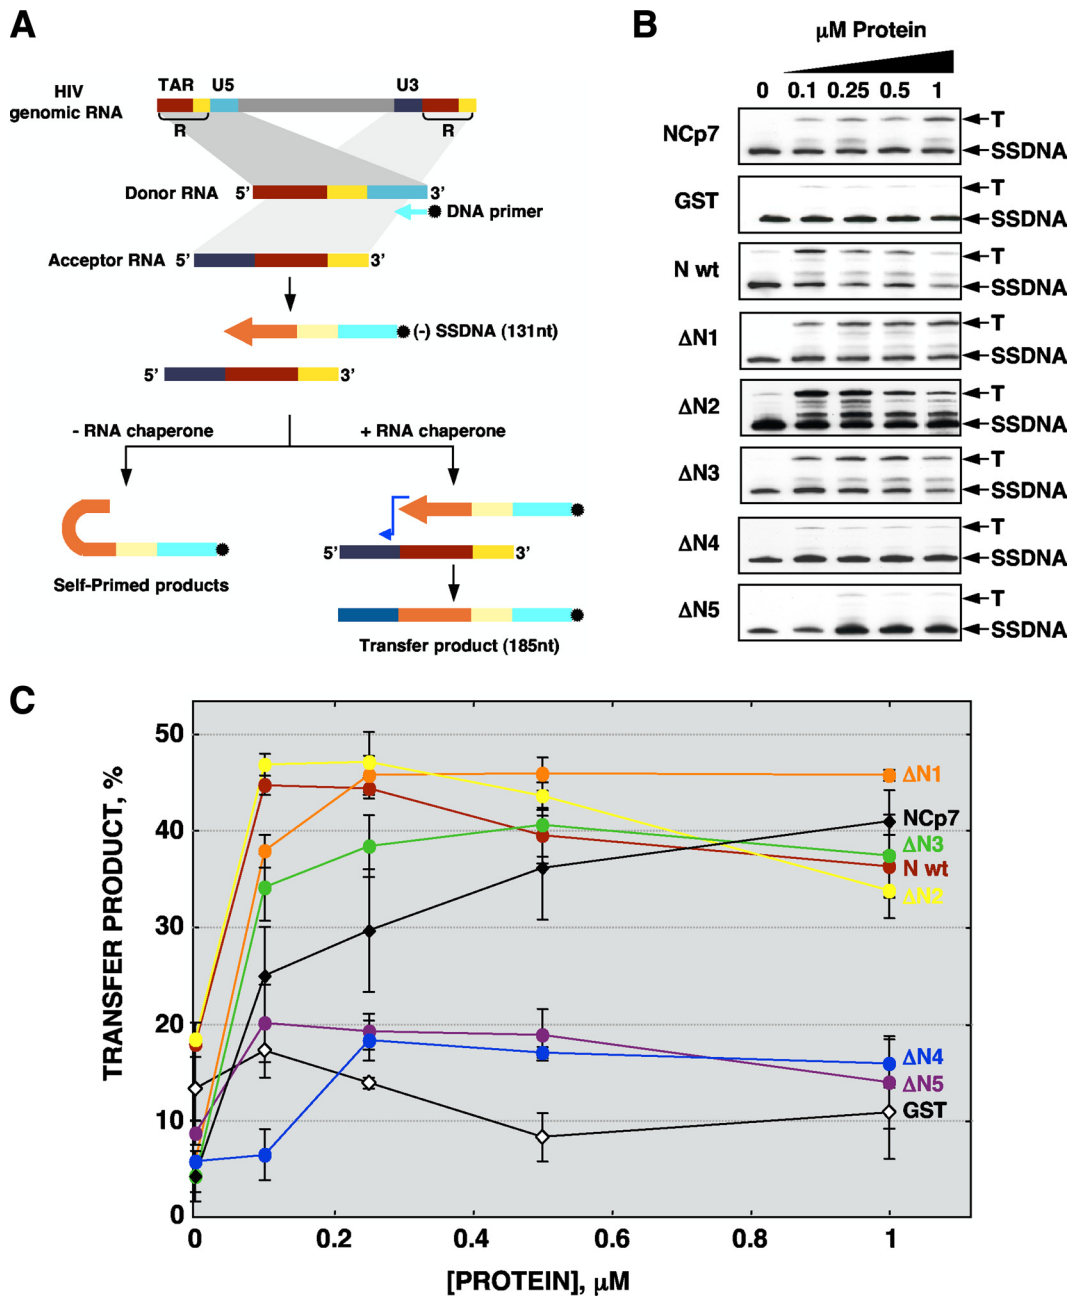 A
HIV
genomic RNA
TAR U5 U3
R R
Donor RNA 5' 3'
DNA primer
Acceptor RNA 5' 3'
(-) SSDNA (131nt)
5' 3'
- RNA chaperone + RNA chaperone
5' 3'
Self-Primed products
Transfer product (185nt)
B
µM Protein
0 0.1 0.25 0.5 1
NCp7 T
SSDNA
GST T
SSDNA
N wt T
SSDNA
ΔN1 T
SSDNA
ΔN2 T
SSDNA
ΔN3 T
SSDNA
ΔN4 T
SSDNA
ΔN5 T
SSDNA
C
TRANSFER PRODUCT, %
50
40
30
20
10
0
ΔN1
NCp7
ΔN3
N wt
ΔN2
ΔN4
ΔN5
GST
0 0.2 0.4 0.6 0.8 1
[PROTEIN], µM